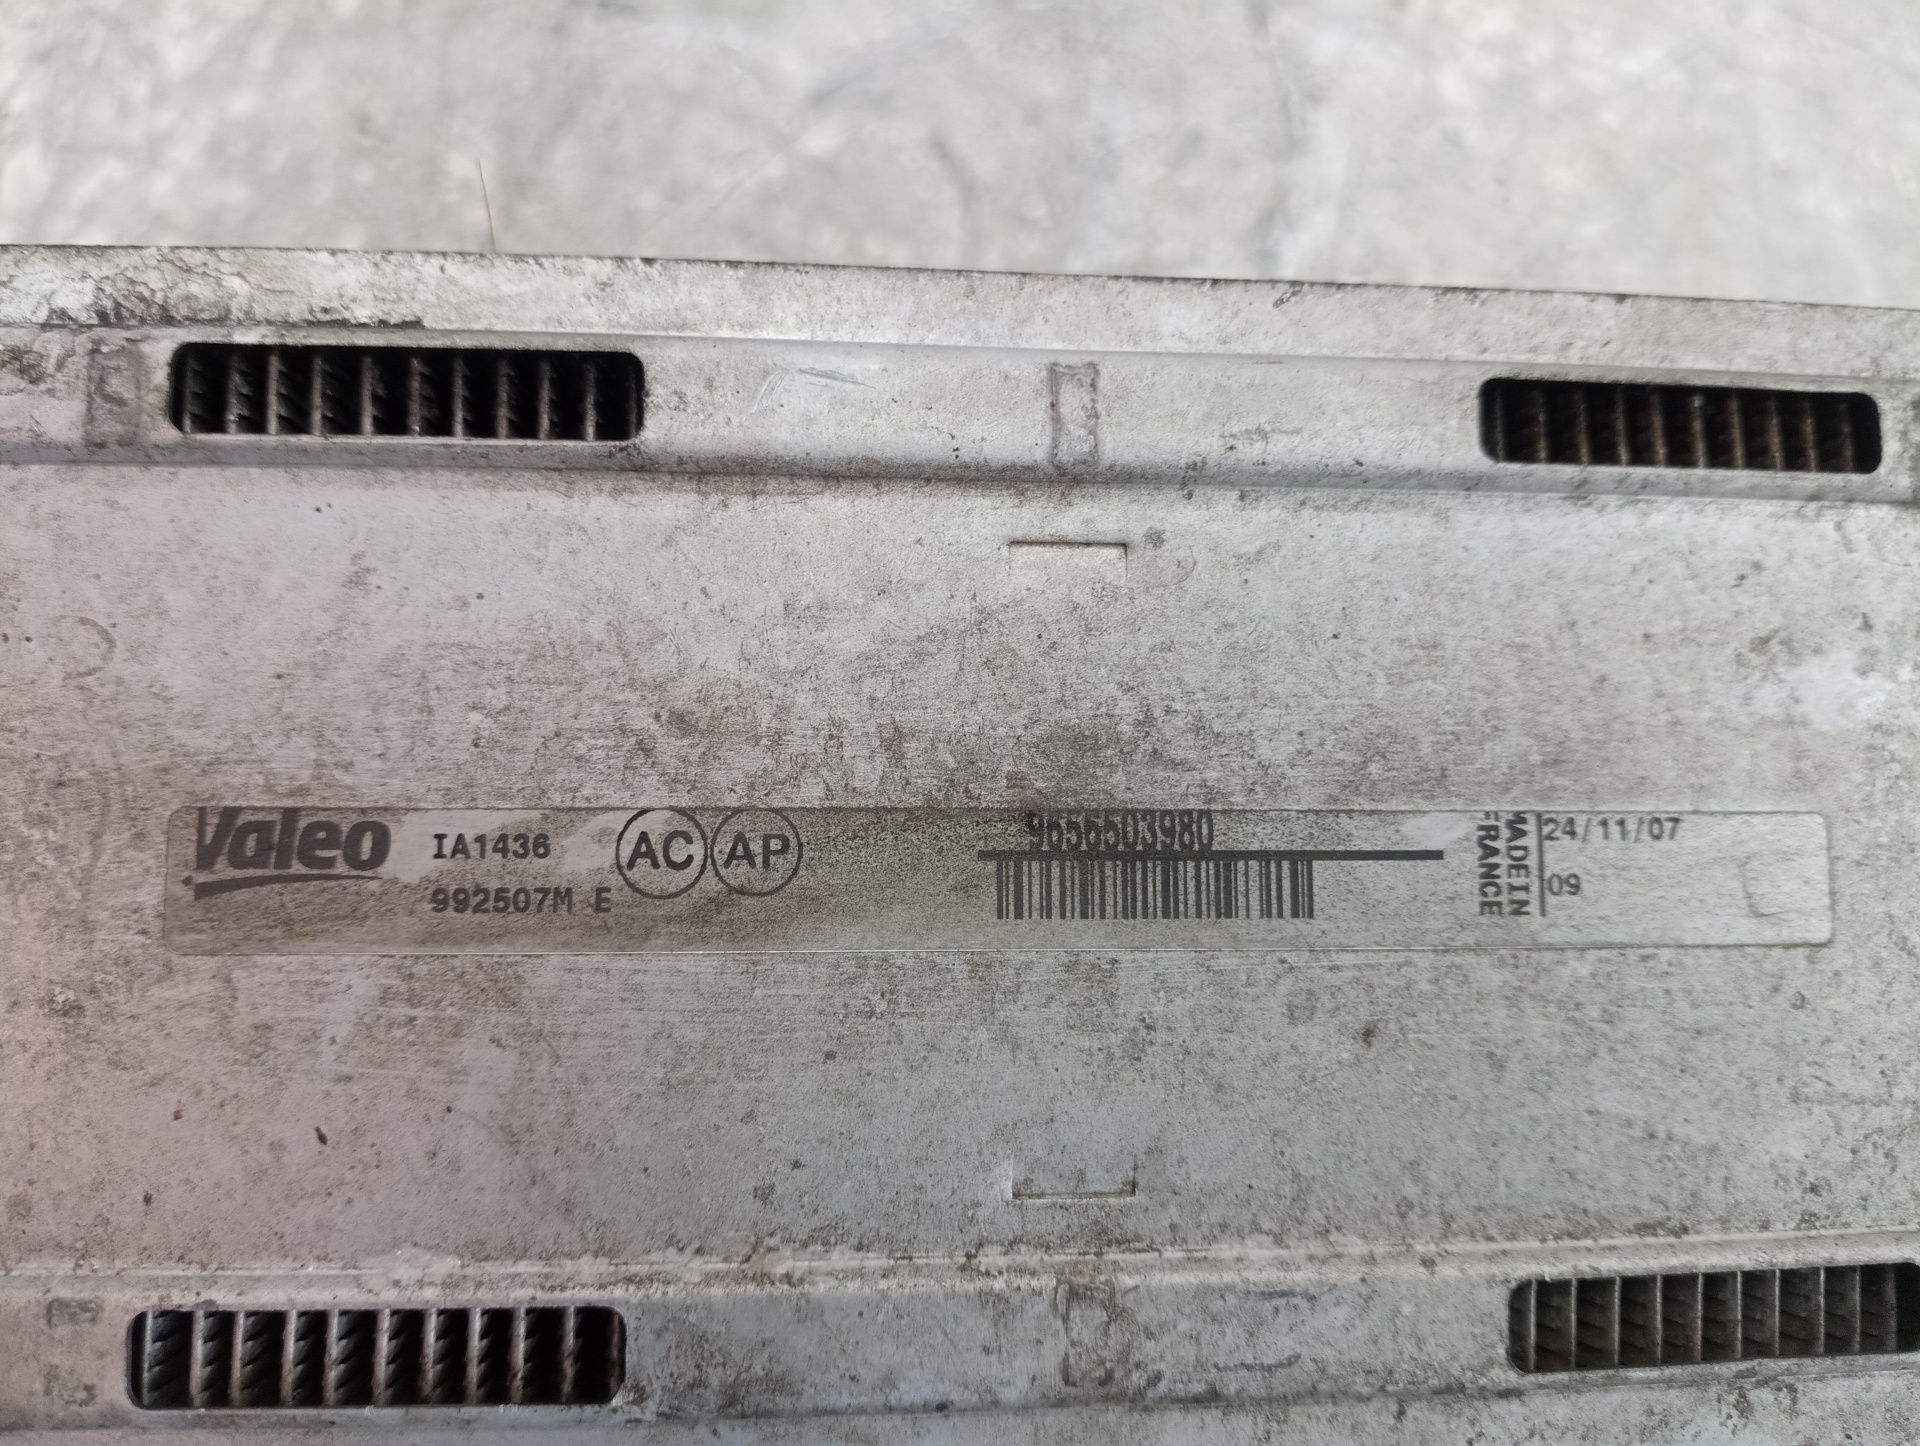 Valeo
IA1436
992507M E
AC AP
9656503980
MADE IN
FRANCE
24/11/07
09